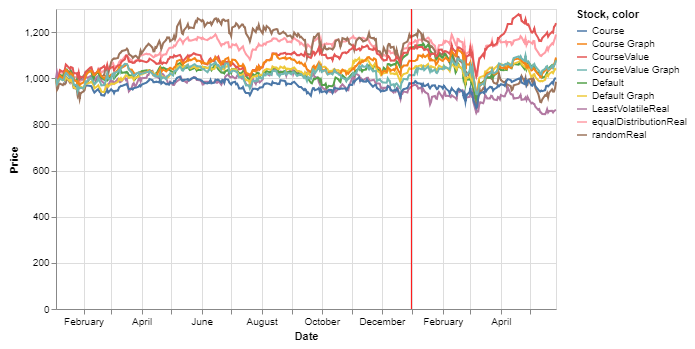 Stock, color
Course
Course Graph
CourseValue
CourseValue Graph
Default
Default Graph
LeastVolatileReal
equalDistributionReal
randomReal
Price
1,200
1,000
800
600
400
200
0
February April June August October December February April
Date